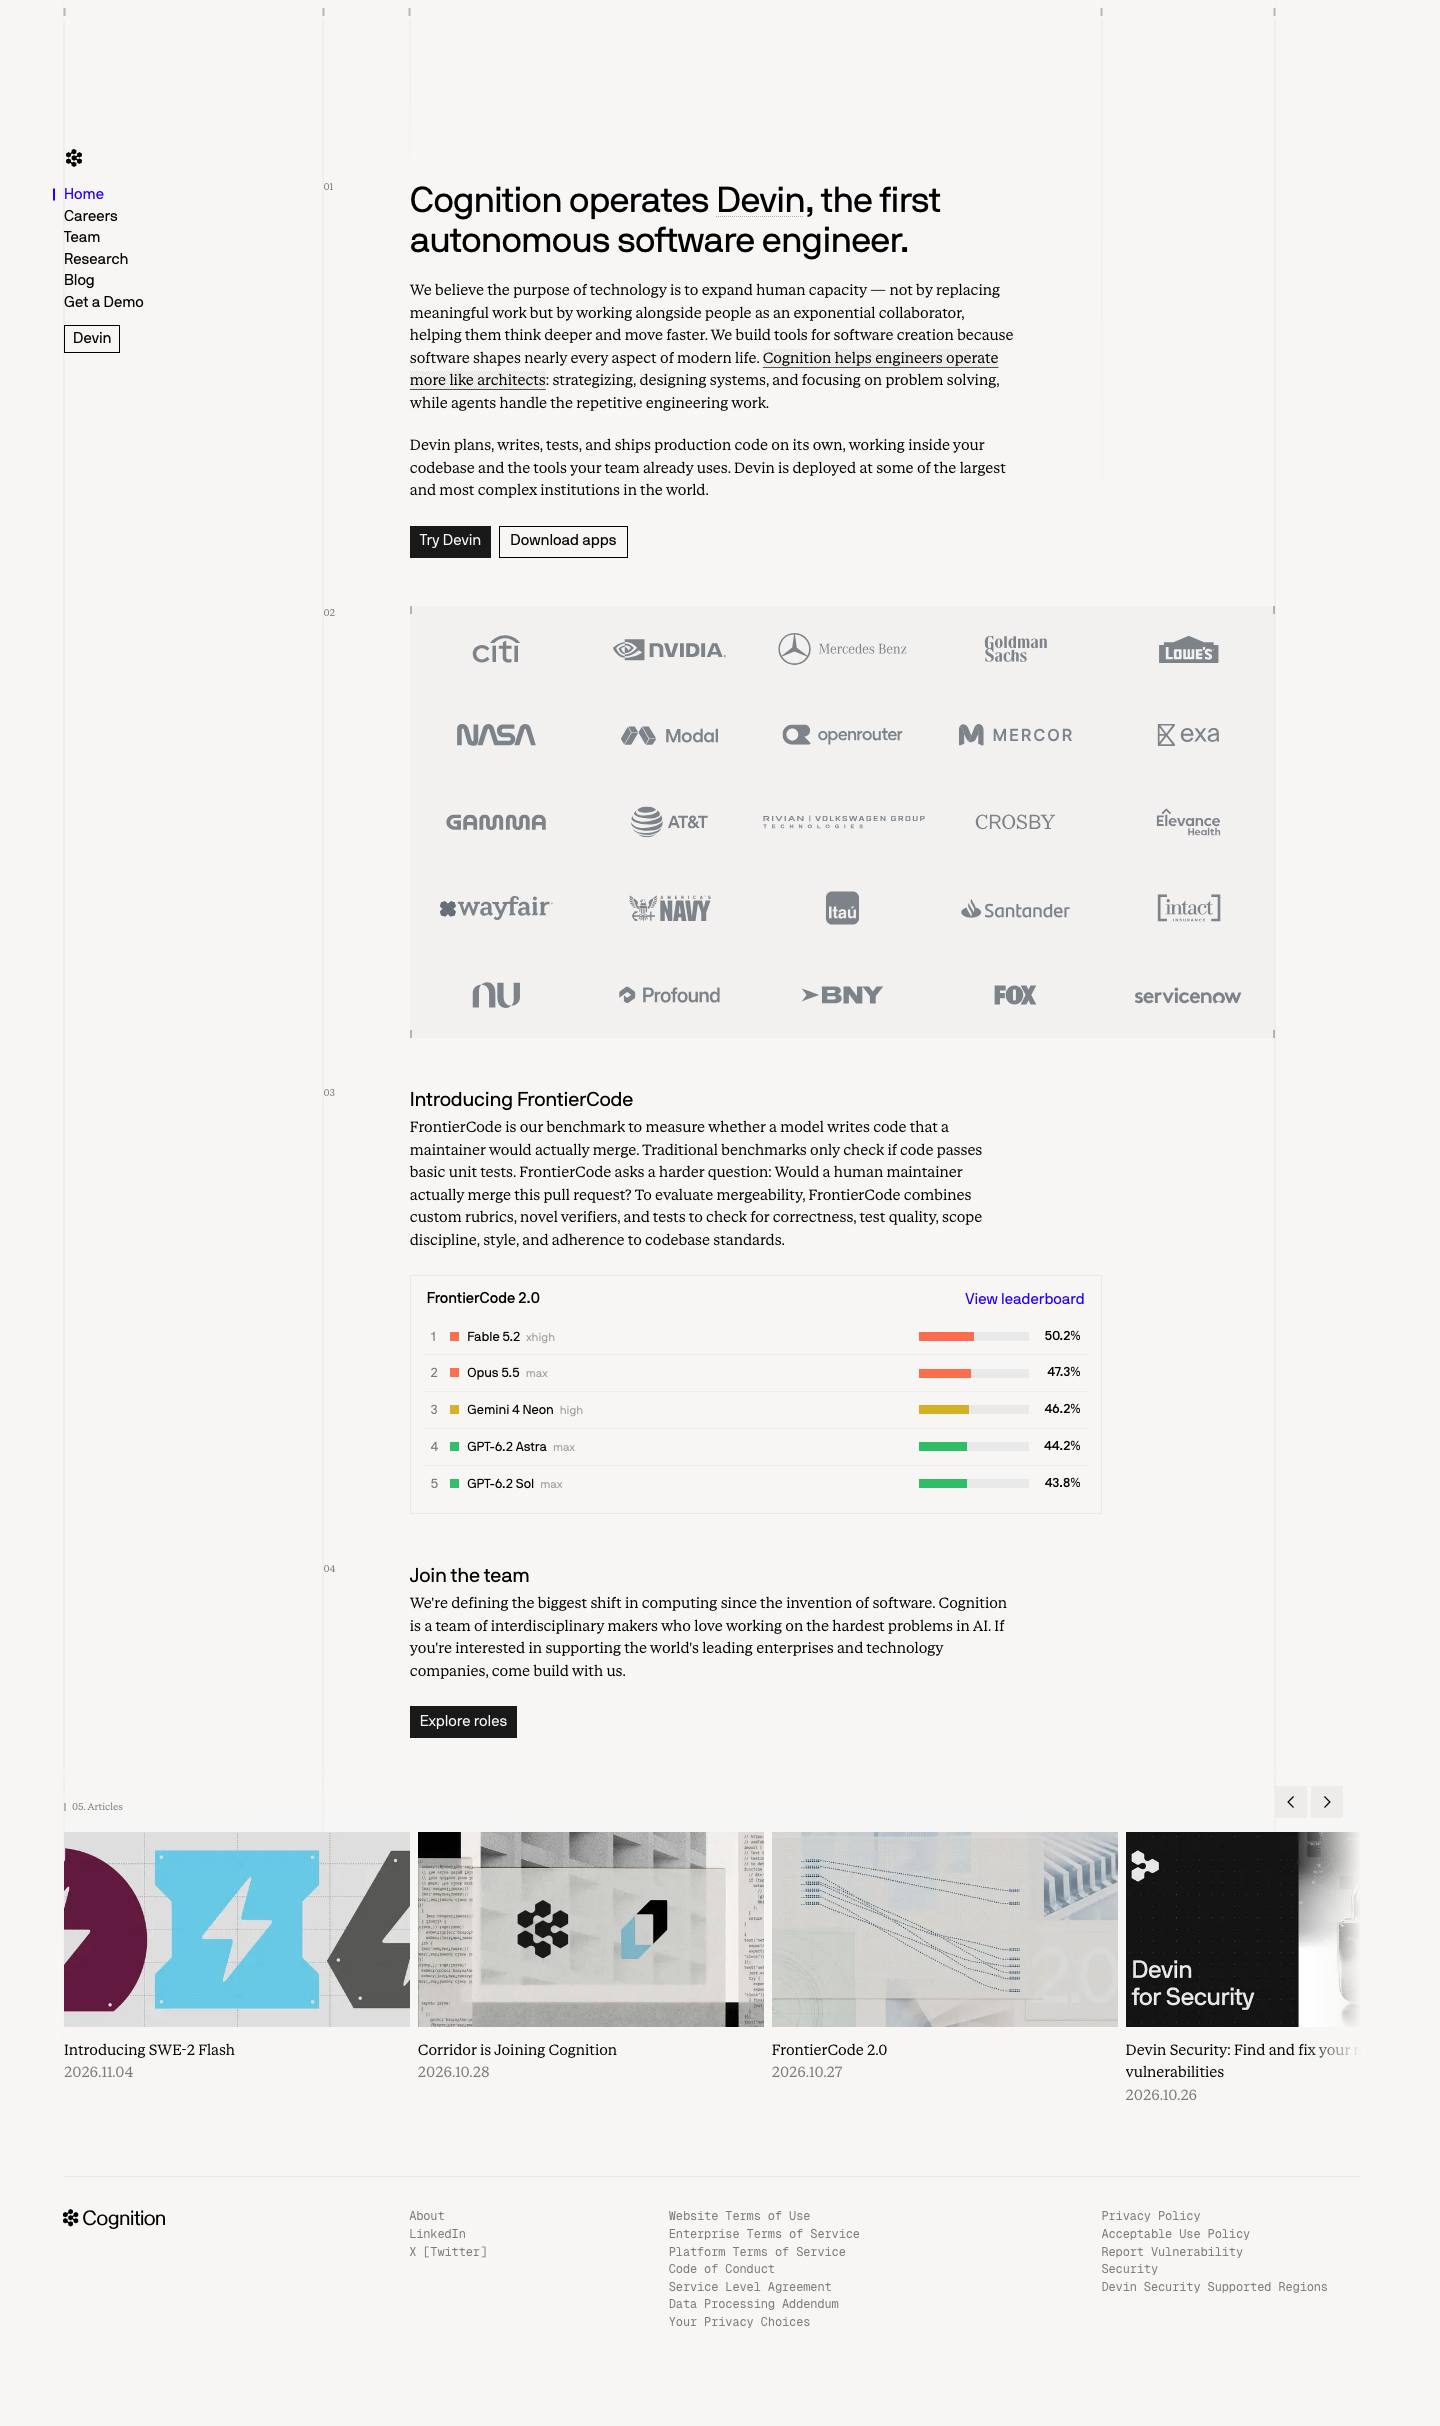 Home
Careers
Team
Research
Blog
Get a Demo
Devin
01
Cognition operates Devin, the first
autonomous software engineer.
We believe the purpose of technology is to expand human capacity — not by replacing
meaningful work but by working alongside people as an exponential collaborator,
helping them think deeper and move faster. We build tools for software creation because
software shapes nearly every aspect of modern life. Cognition helps engineers operate
more like architects: strategizing, designing systems, and focusing on problem solving,
while agents handle the repetitive engineering work.
Devin plans, writes, tests, and ships production code on its own, working inside your
codebase and the tools your team already uses. Devin is deployed at some of the largest
and most complex institutions in the world.
Try Devin
Download apps
02
citi
NVIDIA.
Mercedes Benz
Goldman
Sachs
LOWE'S
NASA
Modal
openrouter
MERCOR
exa
GAMMA
AT&T
RIVIAN | VOLKSWAGEN GROUP
TECHNOLOGIES
CROSBY
Elevance
Health
wayfair
AMERICA'S
NAVY
Itaú
Santander
[intact]
INSURANCE
nu
Profound
BNY
FOX
servicenow
03
Introducing FrontierCode
FrontierCode is our benchmark to measure whether a model writes code that a
maintainer would actually merge. Traditional benchmarks only check if code passes
basic unit tests. FrontierCode asks a harder question: Would a human maintainer
actually merge this pull request? To evaluate mergeability, FrontierCode combines
custom rubrics, novel verifiers, and tests to check for correctness, test quality, scope
discipline, style, and adherence to codebase standards.
FrontierCode 2.0
View leaderboard
1 Fable 5.2 xhigh 50.2%
2 Opus 5.5 max 47.3%
3 Gemini 4 Neon high 46.2%
4 GPT-6.2 Astra max 44.2%
5 GPT-6.2 Sol max 43.8%
04
Join the team
We're defining the biggest shift in computing since the invention of software. Cognition
is a team of interdisciplinary makers who love working on the hardest problems in AI. If
you're interested in supporting the world's leading enterprises and technology
companies, come build with us.
Explore roles
05. Articles
2.0
Devin
for Security
Introducing SWE-2 Flash
2026.11.04
Corridor is Joining Cognition
2026.10.28
FrontierCode 2.0
2026.10.27
Devin Security: Find and fix your
vulnerabilities
2026.10.26
Cognition
About
LinkedIn
X [Twitter]
Website Terms of Use
Enterprise Terms of Service
Platform Terms of Service
Code of Conduct
Service Level Agreement
Data Processing Addendum
Your Privacy Choices
Privacy Policy
Acceptable Use Policy
Report Vulnerability
Security
Devin Security Supported Regions